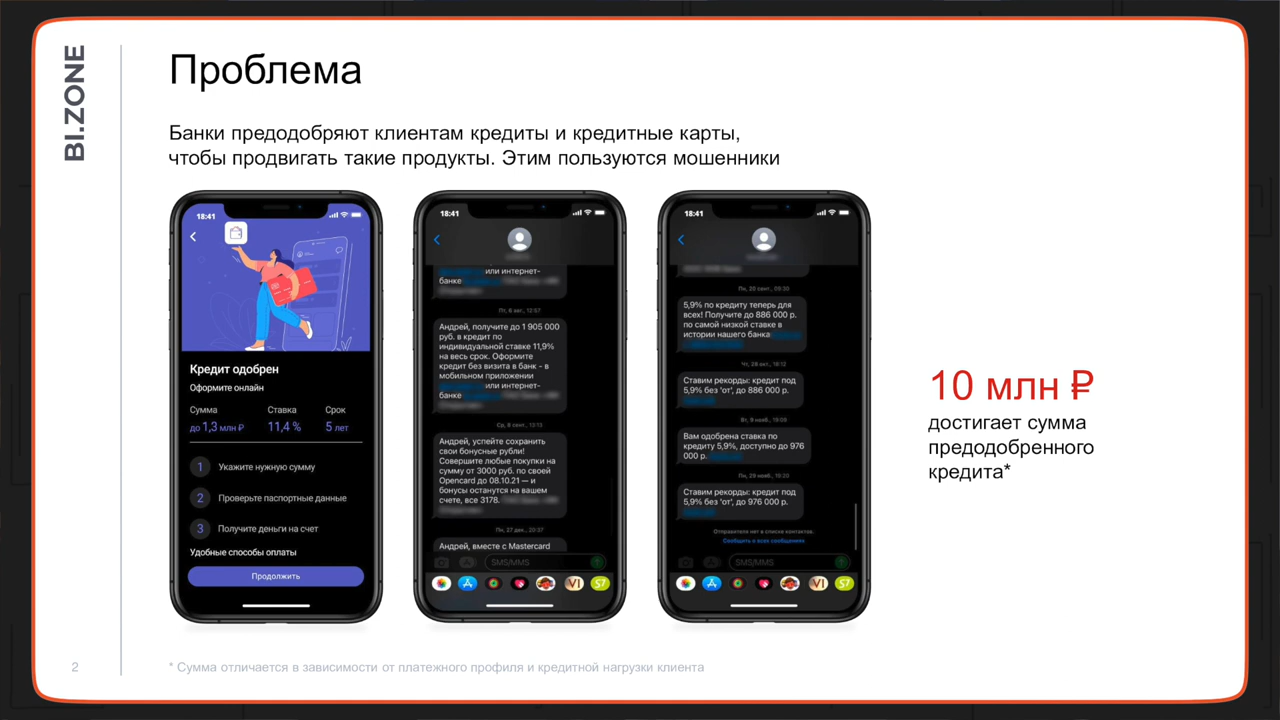 BI.ZONE
Проблема
Банки предодобряют клиентам кредиты и кредитные карты,
чтобы продвигать такие продукты. Этим пользуются мошенники
18:41
Кредит одобрен
Оформите онлайн
Сумма Ставка Срок
до 1,3 млн ₽ 11,4 % 5 лет
1 Укажите нужную сумму
2 Проверьте паспортные данные
3 Получите деньги на счет
Удобные способы оплаты
Продолжить
18:41
или интернет-
банке
Пт, 6 авг., 12:57
Андрей, получите до 1 905 000
руб. в кредит по
индивидуальной ставке 11,9%
на весь срок. Оформите
кредит без визита в банк - в
мобильном приложении
или интернет-
банке
Ср, 8 сент., 13:13
Андрей, успейте сохранить
свои бонусные рубли!
Совершите любые покупки на
сумму от 3000 руб. по своей
Opencard до 08.10.21 — и
бонусы останутся на вашем
счете, все 3178.
Пн, 27 дек., 20:37
Андрей, вместе с Mastercard
SMS/MMS
VI
S7
18:41
Пн, 20 сент., 09:35
5,9% по кредиту теперь для
всех! Получите до 886 000 р.
по самой низкой ставке в
истории нашего банка
Чт, 28 окт., 18:12
Ставим рекорды: кредит под
5,9% без 'от', до 886 000 р.
Вт, 9 нояб., 19:09
Вам одобрена ставка по
кредиту 5,9%, доступно до 976
000 р.
Пн, 29 нояб., 19:20
Ставим рекорды: кредит под
5,9% без 'от', до 976 000 р.
Отправителя нет в списке контактов.
Сообщить о всех сообщениях
SMS/MMS
VI
S7
10 млн ₽
достигает сумма
предодобренного
кредита*
2
* Сумма отличается в зависимости от платежного профиля и кредитной нагрузки клиента